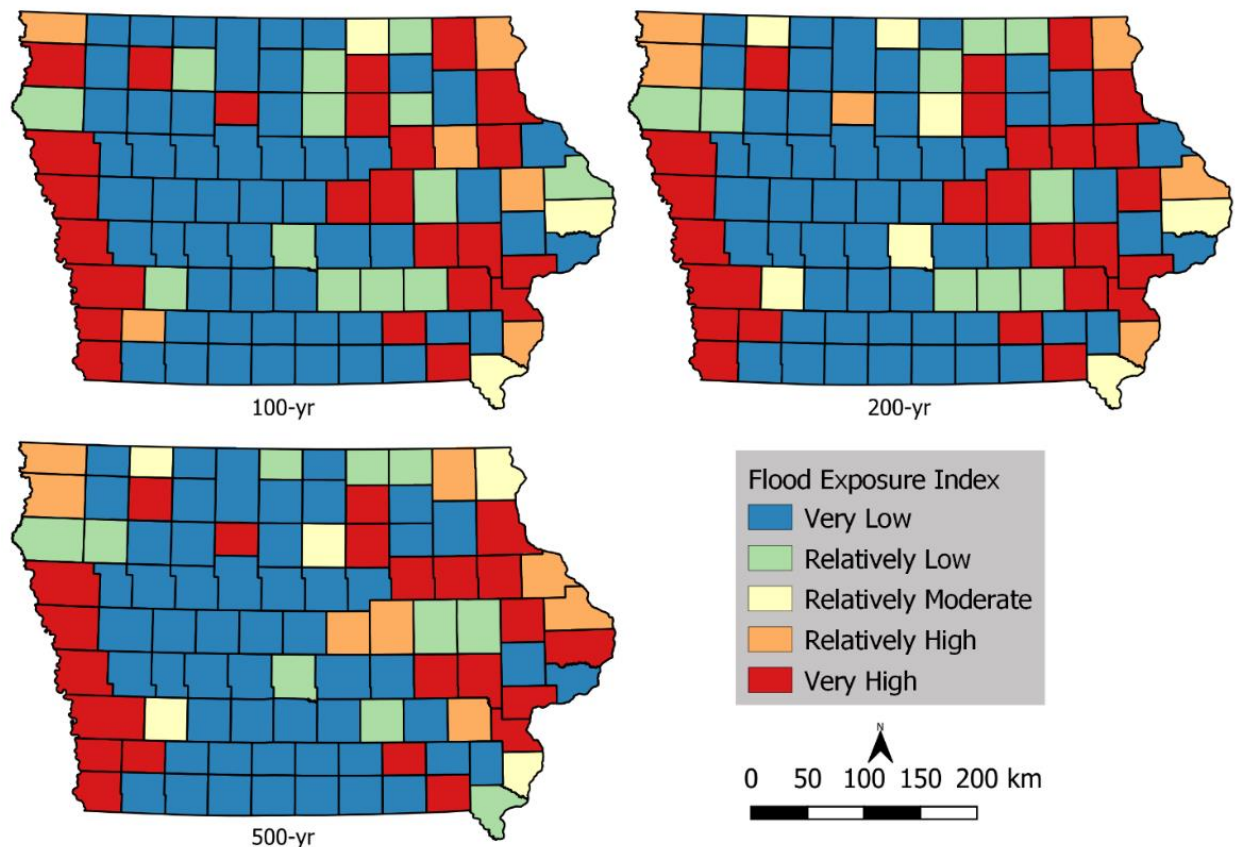 100-yr
200-yr
500-yr
Flood Exposure Index
Very Low
Relatively Low
Relatively Moderate
Relatively High
Very High
N
0 50 100 150 200 km